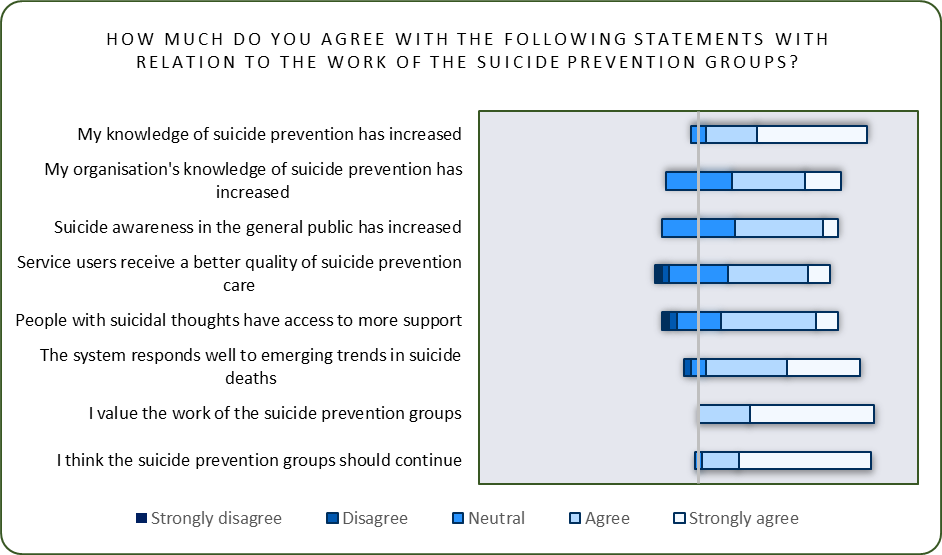 HOW MUCH DO YOU AGREE WITH THE FOLLOWING STATEMENTS WITH
RELATION TO THE WORK OF THE SUICIDE PREVENTION GROUPS?
My knowledge of suicide prevention has increased
My organisation's knowledge of suicide prevention has
increased
Suicide awareness in the general public has increased
Service users receive a better quality of suicide prevention
care
People with suicidal thoughts have access to more support
The system responds well to emerging trends in suicide
deaths
I value the work of the suicide prevention groups
I think the suicide prevention groups should continue
Strongly disagree Disagree Neutral Agree Strongly agree